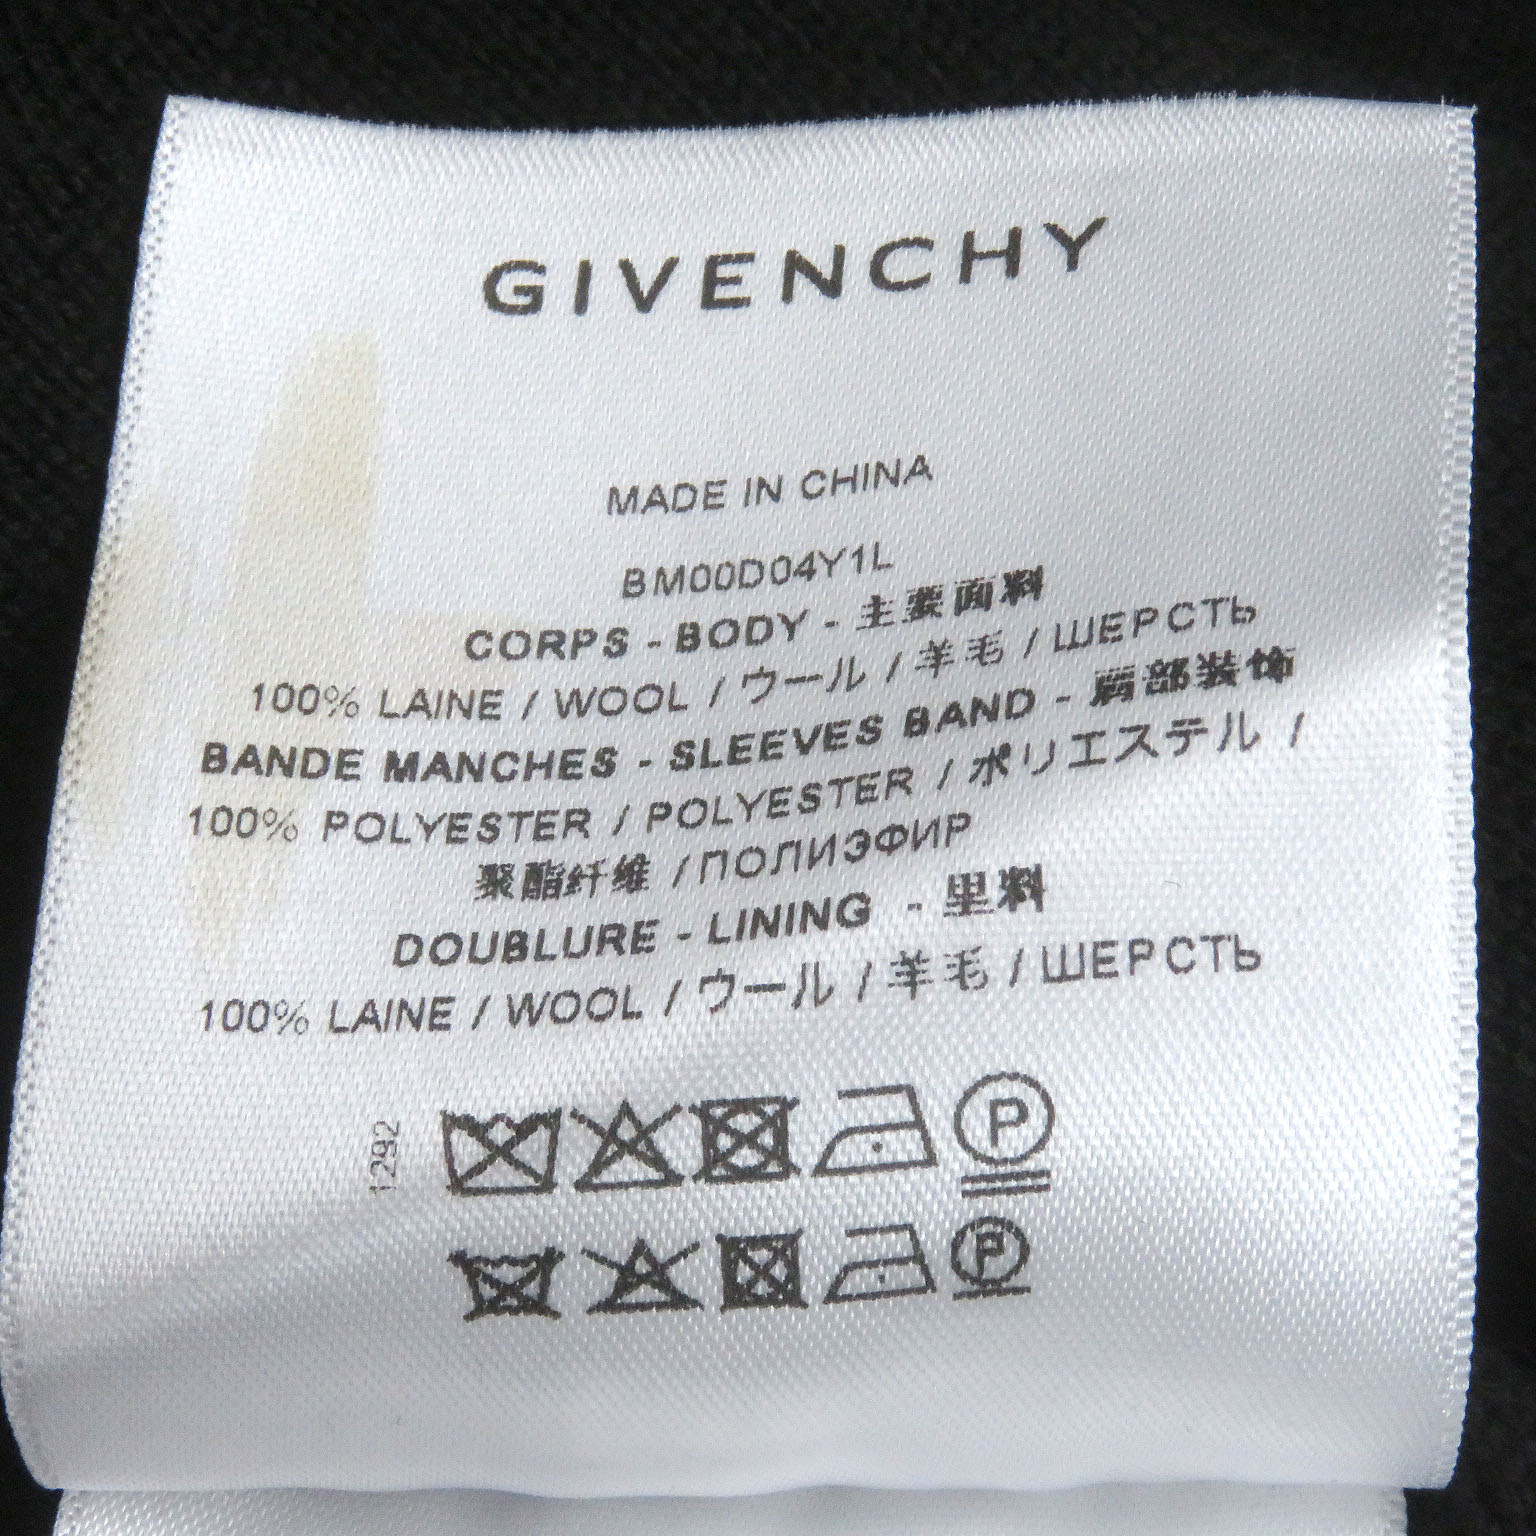 GIVENCHY
MADE IN CHINA
BM00D04Y1L
CORPS - BODY - 主要面料
100% LAINE / WOOL / ウール / 羊毛 / ШЕРСТЬ
BANDE MANCHES - SLEEVES BAND - 肩部装饰
100% POLYESTER / POLYESTER / ポリエステル /
聚酯纤维 /ПОЛИЭФИР
DOUBLURE - LINING - 里料
100% LAINE / WOOL / ウール / 羊毛 / ШЕРСТЬ
1292
P
P